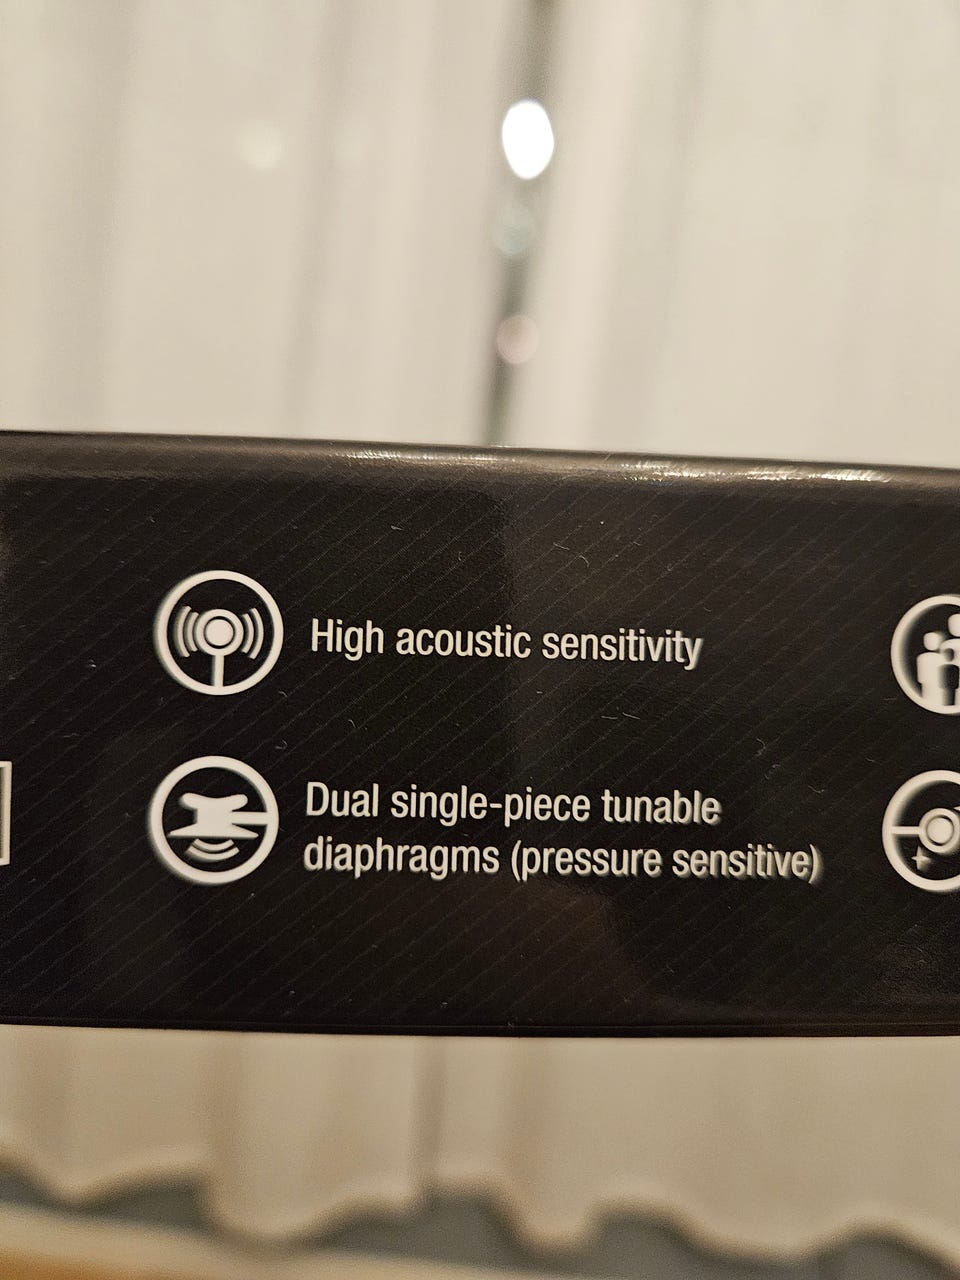 High acoustic sensitivity
Dual single-piece tunable
diaphragms (pressure sensitive)